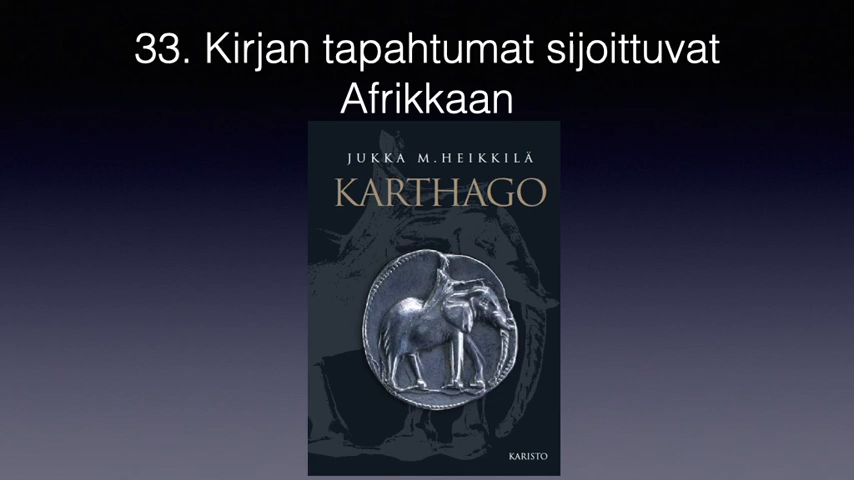 33. Kirjan tapahtumat sijoittuvat
Afrikkaan
JUKKA M. HEIKKILÄ
KARTHAGO
KARISTO